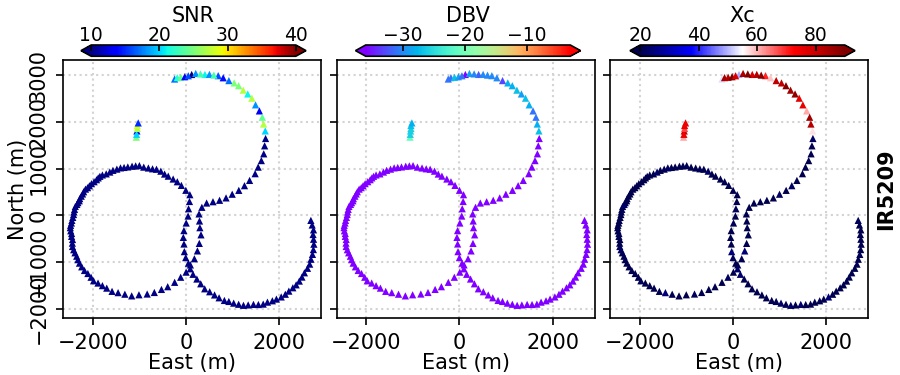 SNR DBV Xc
10 20 30 40 −30 −20 −10 20 40 60 80
3000
2000
1000
0
−1000
−2000
North (m)
IR5209
−2000 0 2000 −2000 0 2000 −2000 0 2000
East (m) East (m) East (m)